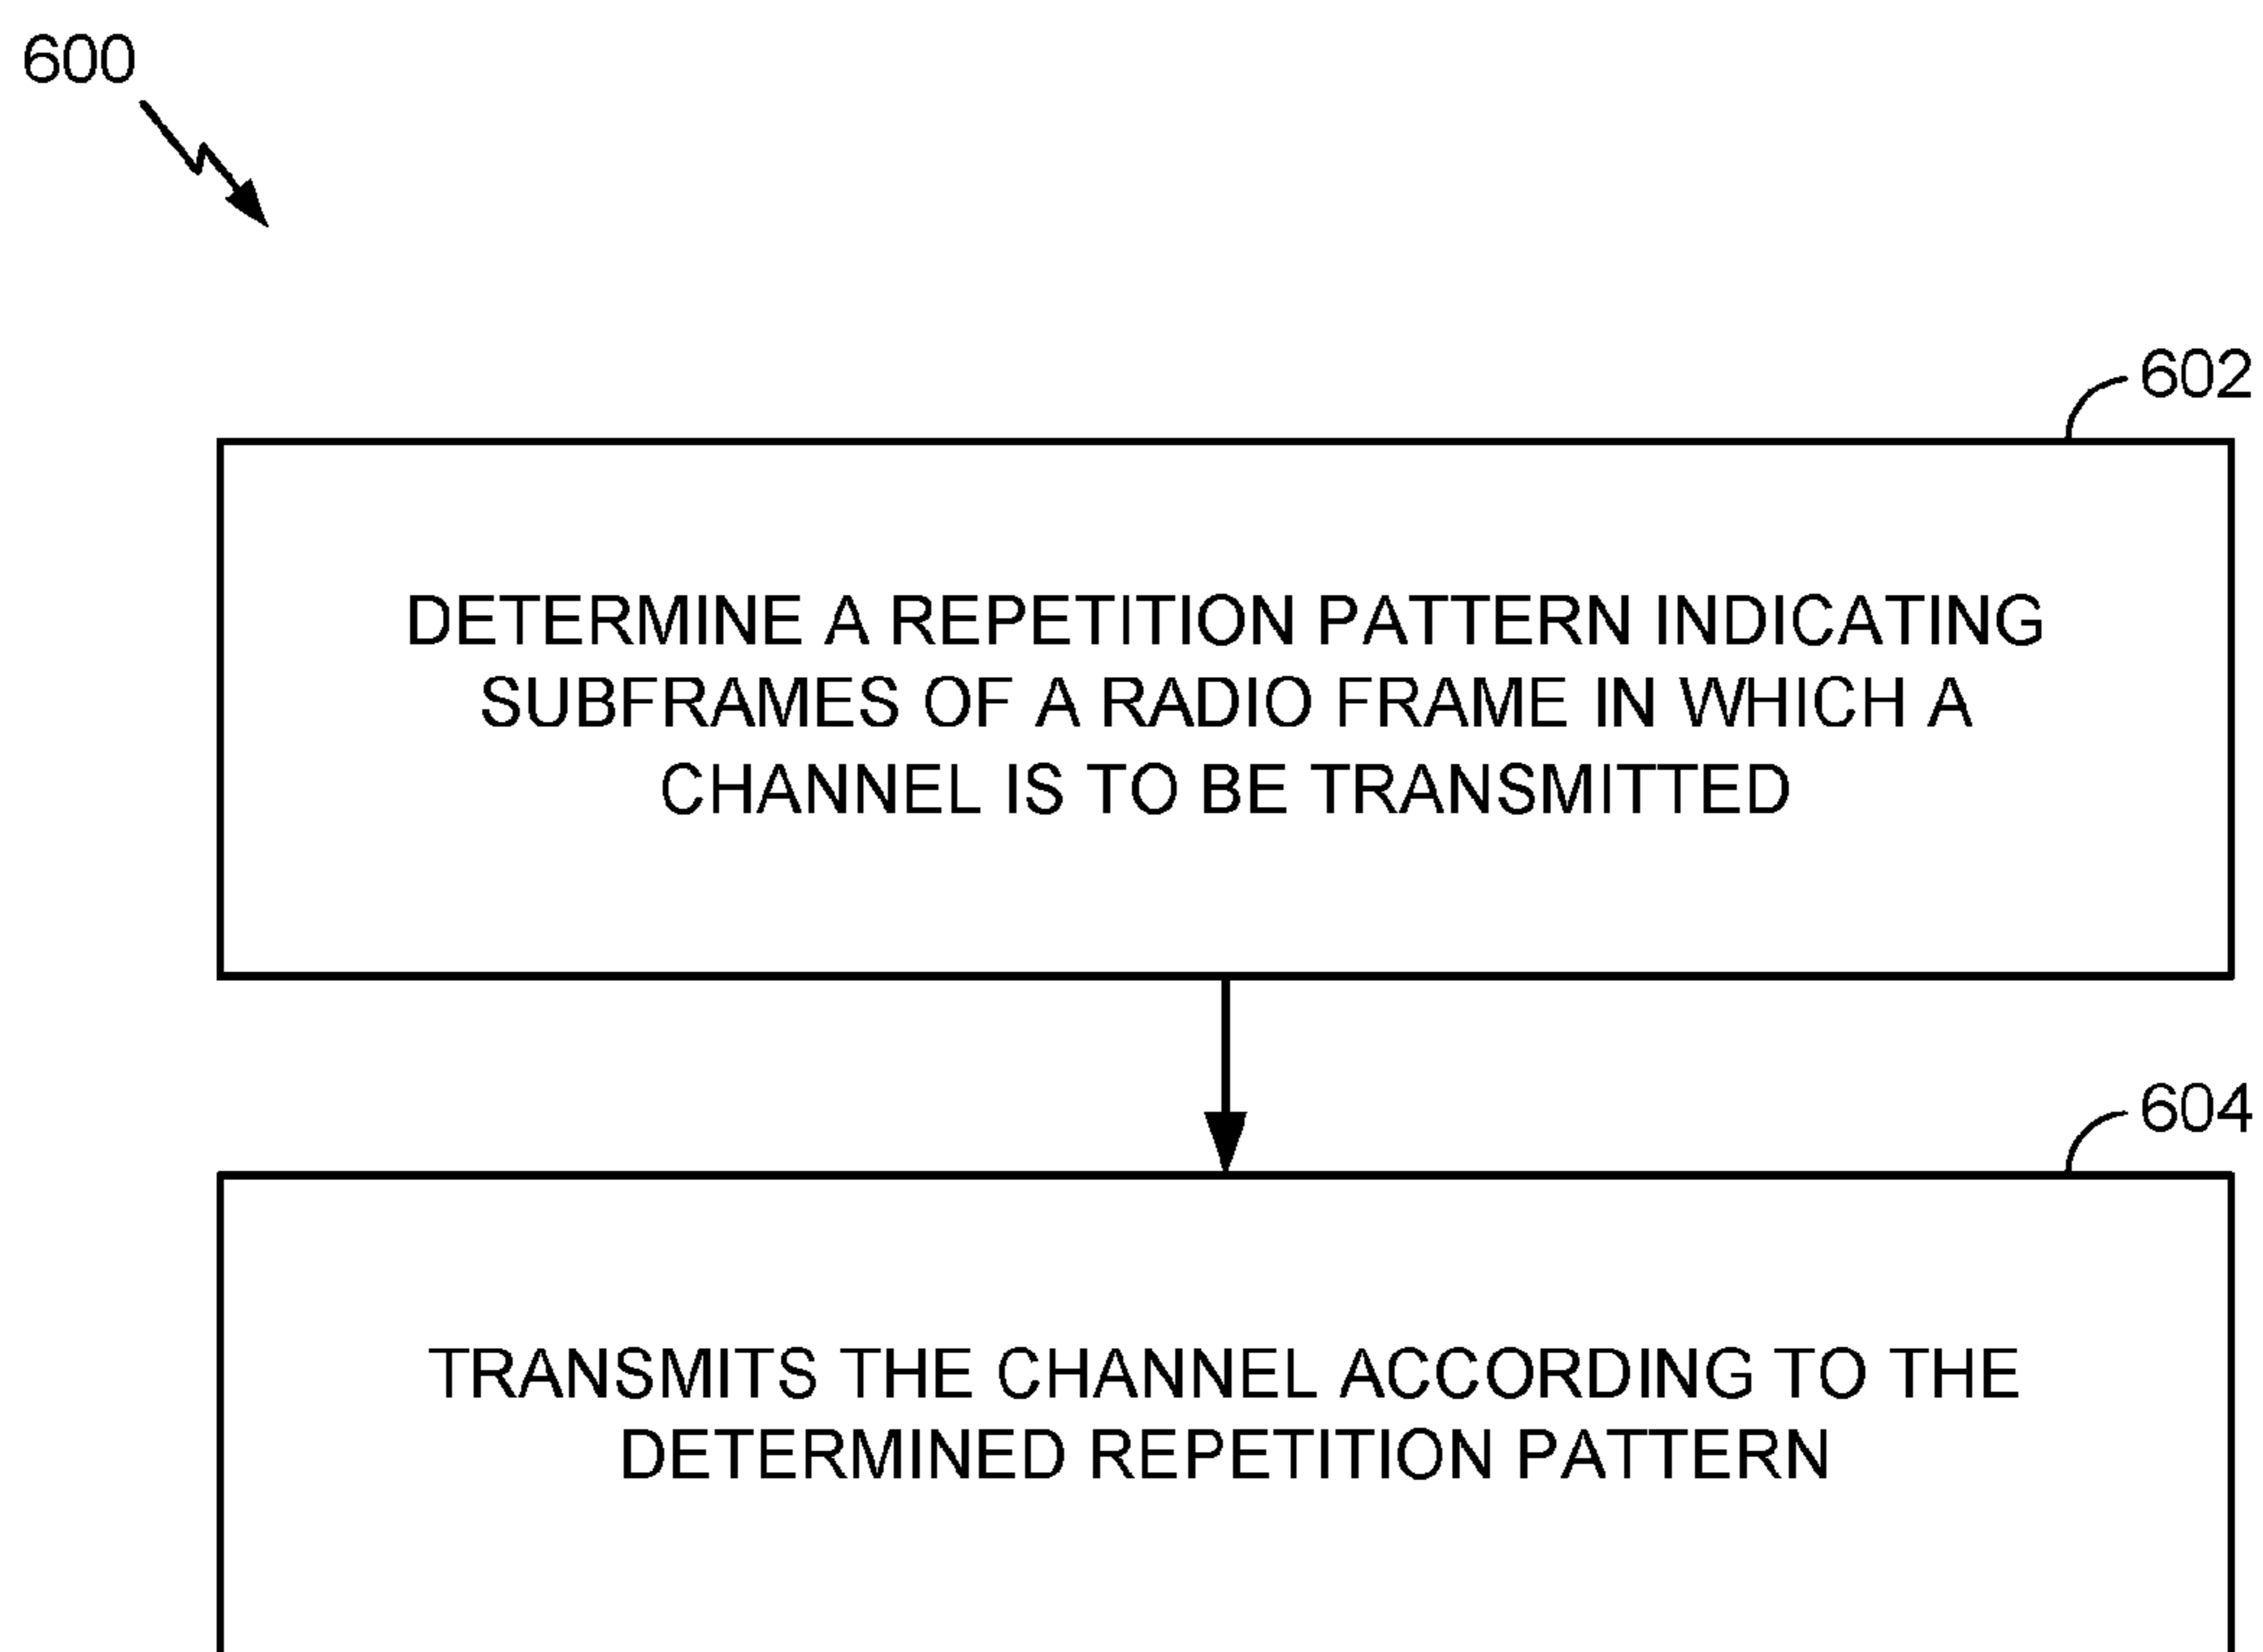 600
602
DETERMINE A REPETITION PATTERN INDICATING
SUBFRAMES OF A RADIO FRAME IN WHICH A
CHANNEL IS TO BE TRANSMITTED
604
TRANSMITS THE CHANNEL ACCORDING TO THE
DETERMINED REPETITION PATTERN